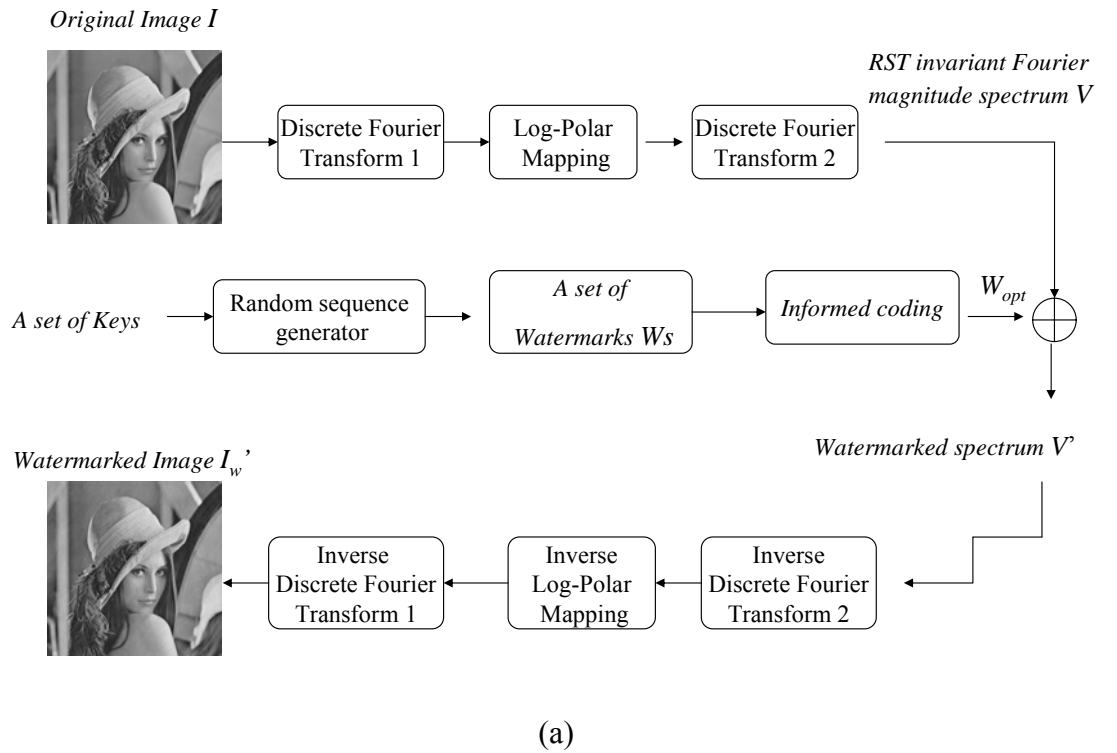 Original Image I
RST invariant Fourier
magnitude spectrum V
Discrete Fourier
Transform 1
Log-Polar
Mapping
Discrete Fourier
Transform 2
A set of Keys
Random sequence
generator
A set of
Watermarks Ws
Informed coding
W_opt
Watermarked Image I_w’
Watermarked spectrum V’
Inverse
Discrete Fourier
Transform 1
Inverse
Log-Polar
Mapping
Inverse
Discrete Fourier
Transform 2
(a)